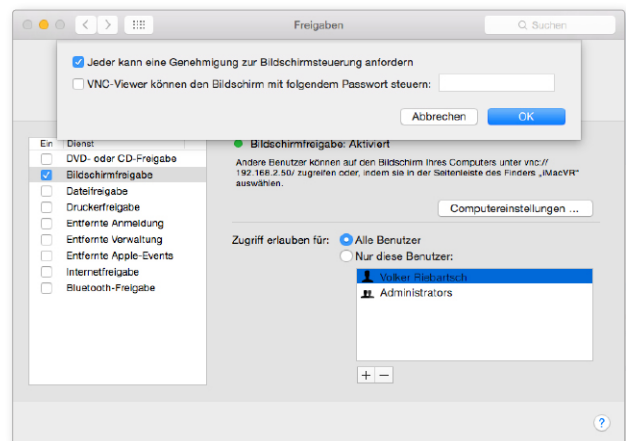 Freigaben
Suchen
Jeder kann eine Genehmigung zur Bildschirmsteuerung anfordern
VNC-Viewer können den Bildschirm mit folgendem Passwort steuern:
Abbrechen
OK
Ein Dienst
DVD- oder CD-Freigabe
Bildschirmfreigabe
Dateifreigabe
Druckerfreigabe
Entfernte Anmeldung
Entfernte Verwaltung
Entfernte Apple-Events
Internetfreigabe
Bluetooth-Freigabe
Bildschirmfreigabe: Aktiviert
Andere Benutzer können auf den Bildschirm Ihres Computers unter vnc://
192.168.2.50/ zugreifen oder, indem sie in der Seitenleiste des Finders „iMacVR"
auswählen.
Computereinstellungen ...
Zugriff erlauben für:
Alle Benutzer
Nur diese Benutzer:
Volker Riebartsch
Administrators
+ −
?